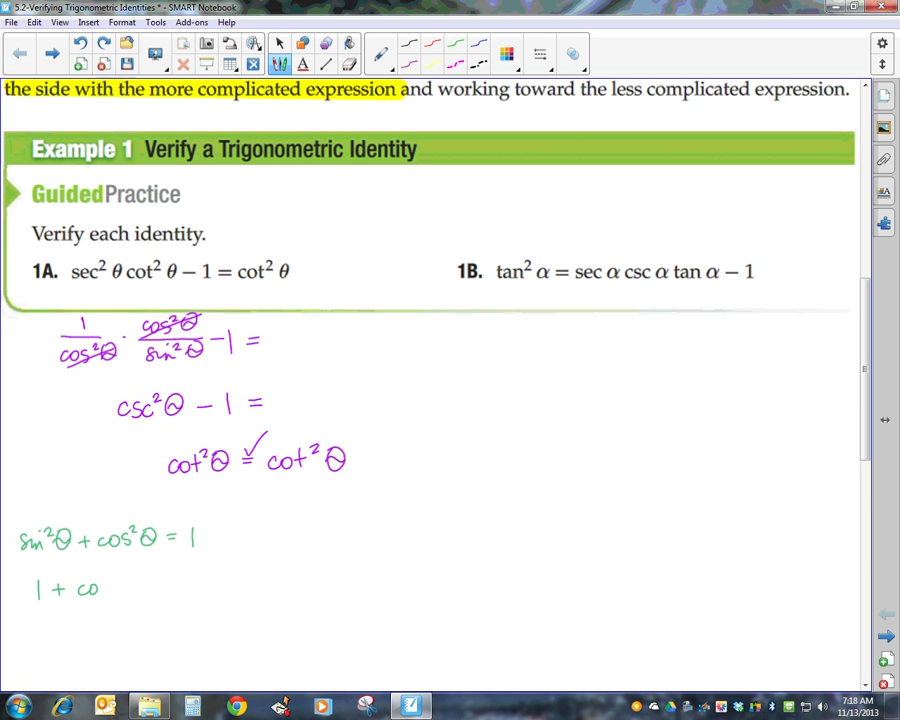 5.2-Verifying Trigonometric Identities * - SMART Notebook
File Edit View Insert Format Tools Add-ons Help
the side with the more complicated expression and working toward the less complicated expression.
Example 1 Verify a Trigonometric Identity
GuidedPractice
Verify each identity.
1A. sec² θ cot² θ − 1 = cot² θ
1B. tan² α = sec α csc α tan α − 1
1/cos²θ · cos²θ/sin²θ − 1 =
csc²θ − 1 =
cot²θ = cot²θ
sin²θ + cos²θ = 1
1 + co
7:18 AM
11/13/2013